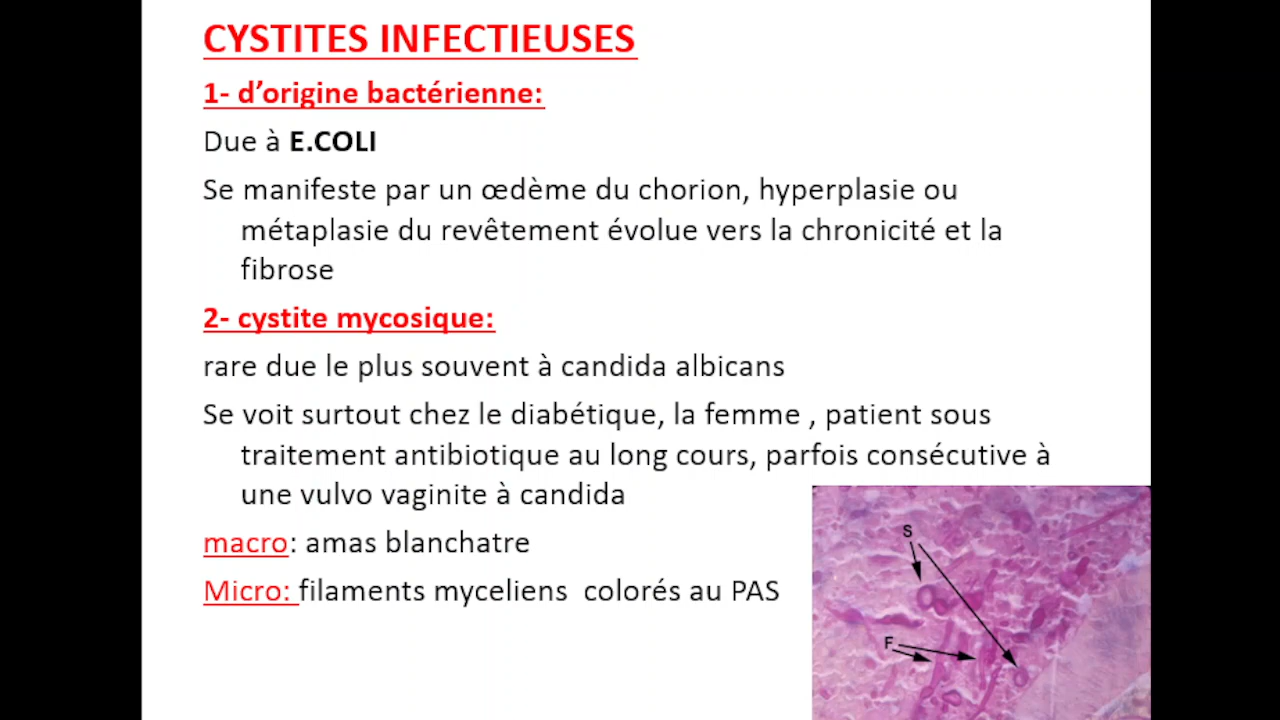 CYSTITES INFECTIEUSES
1- d’origine bactérienne:
Due à E.COLI
Se manifeste par un œdème du chorion, hyperplasie ou
métaplasie du revêtement évolue vers la chronicité et la
fibrose
2- cystite mycosique:
rare due le plus souvent à candida albicans
Se voit surtout chez le diabétique, la femme , patient sous
traitement antibiotique au long cours, parfois consécutive à
une vulvo vaginite à candida
macro: amas blanchatre
Micro: filaments myceliens  colorés au PAS
S
F